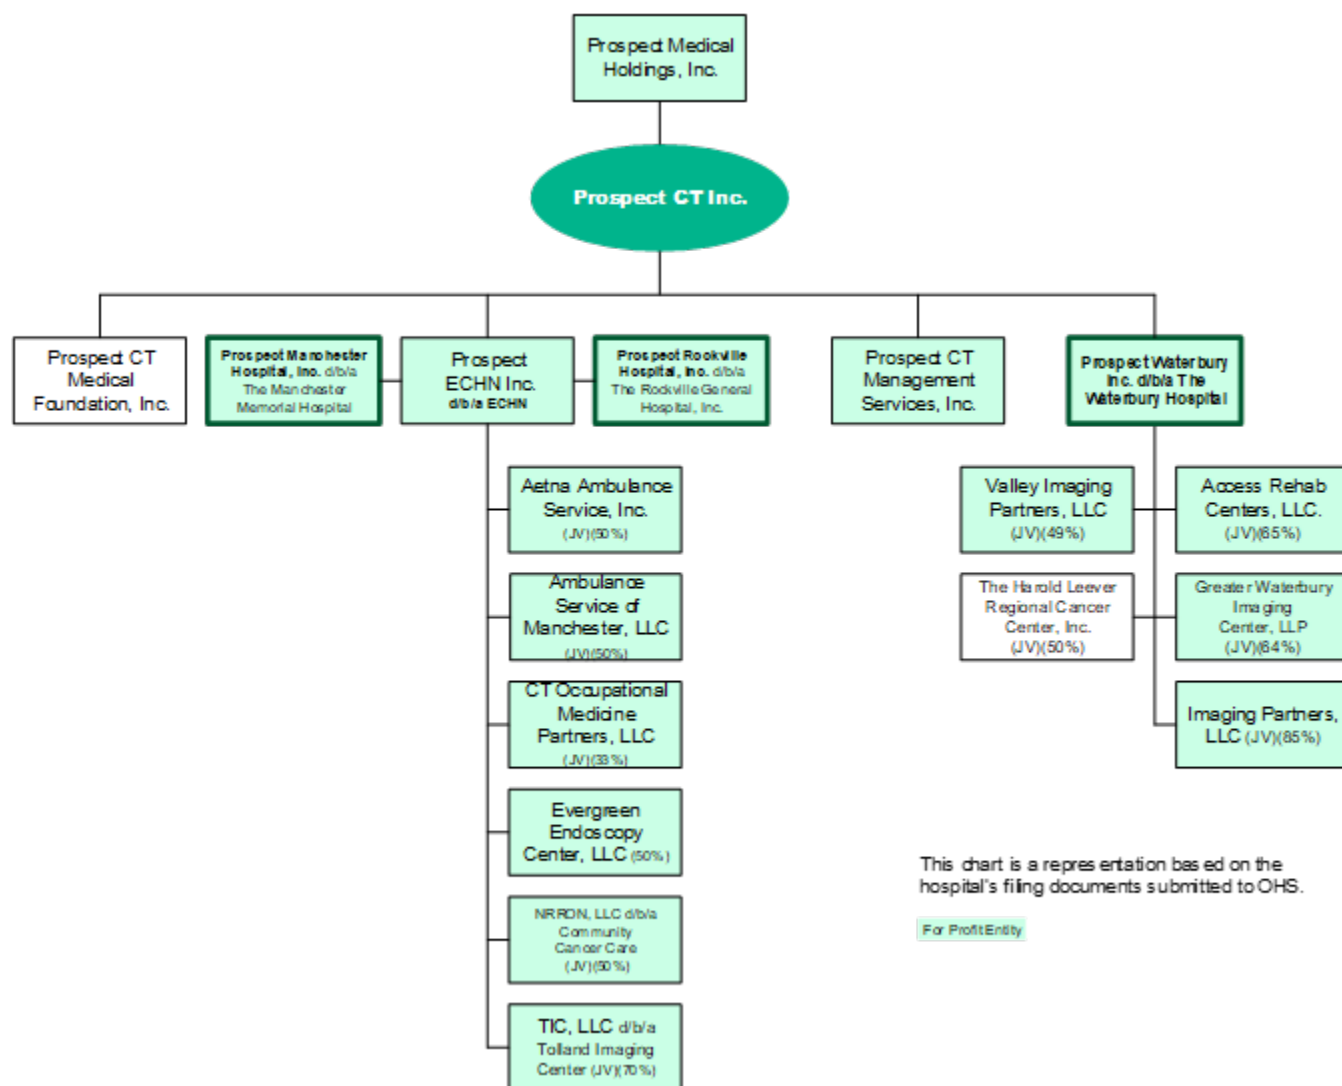 Prospect Medical
Holdings, Inc.
Prospect CT Inc.
Prospect CT
Medical
Foundation, Inc.
Prospect Manchester
Hospital, Inc. d/b/a
The Manchester
Memorial Hospital
Prospect
ECHN Inc.
d/b/a ECHN
Prospect Rockville
Hospital, Inc. d/b/a
The Rockville General
Hospital, Inc.
Prospect CT
Management
Services, Inc.
Prospect Waterbury
Inc. d/b/a The
Waterbury Hospital
Aetna Ambulance
Service, Inc.
(JV)(50%)
Ambulance
Service of
Manchester, LLC
(JV)(50%)
CT Occupational
Medicine
Partners, LLC
(JV)(33%)
Evergreen
Endoscopy
Center, LLC (50%)
NRRON, LLC d/b/a
Community
Cancer Care
(JV)(50%)
TIC, LLC d/b/a
Tolland Imaging
Center (JV)(70%)
Valley Imaging
Partners, LLC
(JV)(49%)
Access Rehab
Centers, LLC.
(JV)(65%)
The Harold Leever
Regional Cancer
Center, Inc.
(JV)(50%)
Greater Waterbury
Imaging
Center, LLP
(JV)(64%)
Imaging Partners,
LLC (JV)(85%)
This chart is a representation based on the
hospital's filing documents submitted to OHS.
For Profit Entity